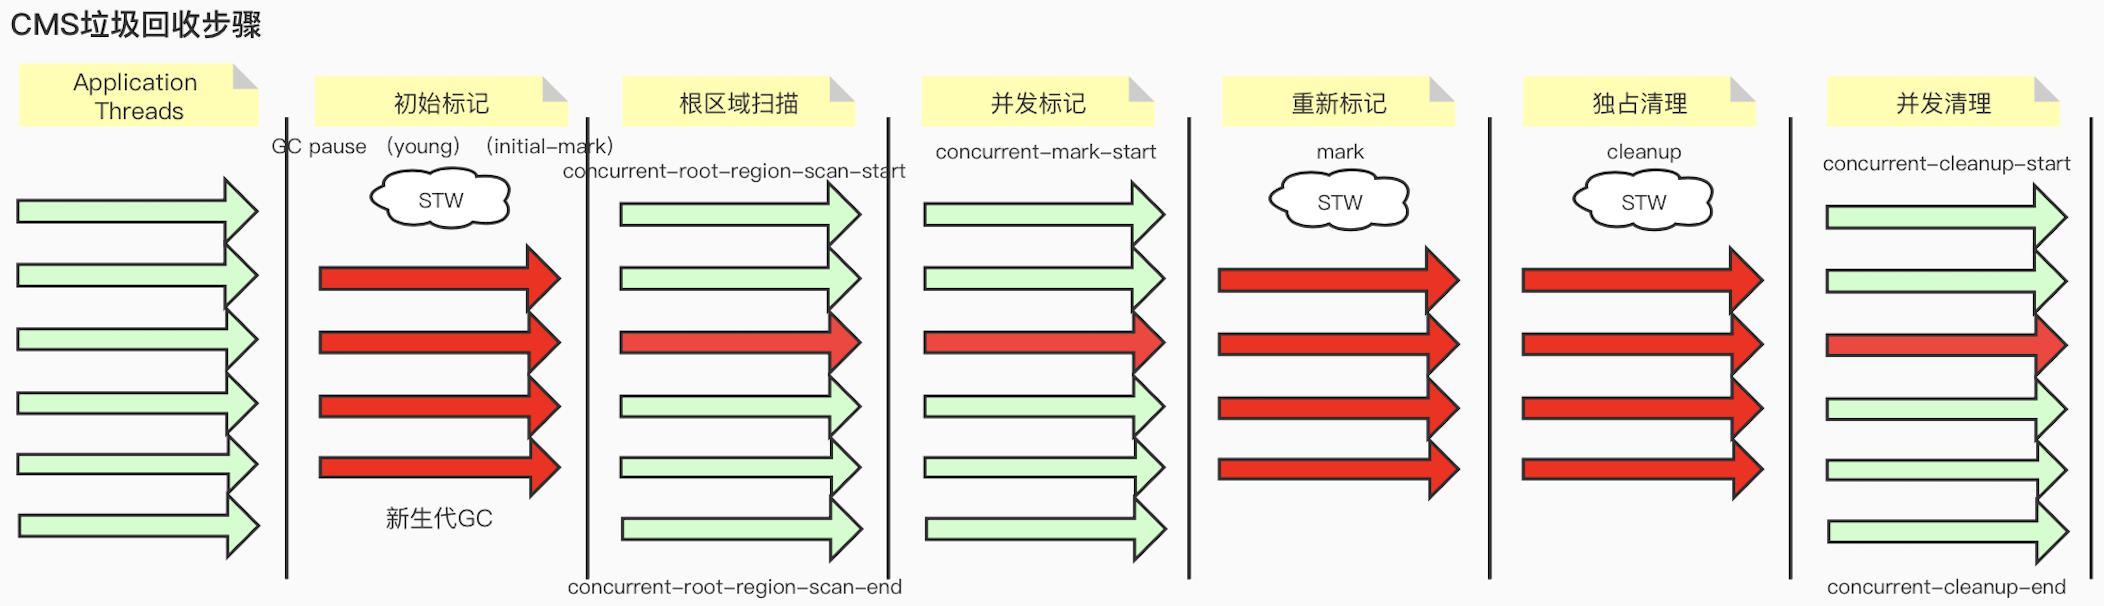 CMS垃圾回收步骤
Application
Threads
初始标记
根区域扫描
并发标记
重新标记
独占清理
并发清理
GC pause （young） （initial-mark）
concurrent-root-region-scan-start
concurrent-mark-start
mark
cleanup
concurrent-cleanup-start
STW
STW
STW
新生代GC
concurrent-root-region-scan-end
concurrent-cleanup-end